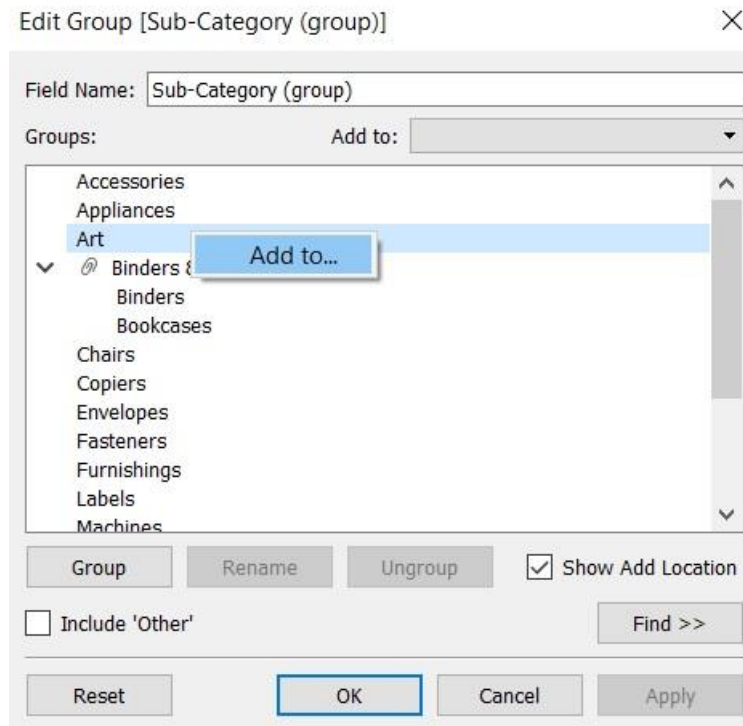 Edit Group [Sub-Category (group)]
Field Name: Sub-Category (group)
Groups: Add to:
Accessories
Appliances
Art
Add to...
Binders &
Binders
Bookcases
Chairs
Copiers
Envelopes
Fasteners
Furnishings
Labels
Machines
Group Rename Ungroup Show Add Location
Include 'Other' Find >>
Reset OK Cancel Apply